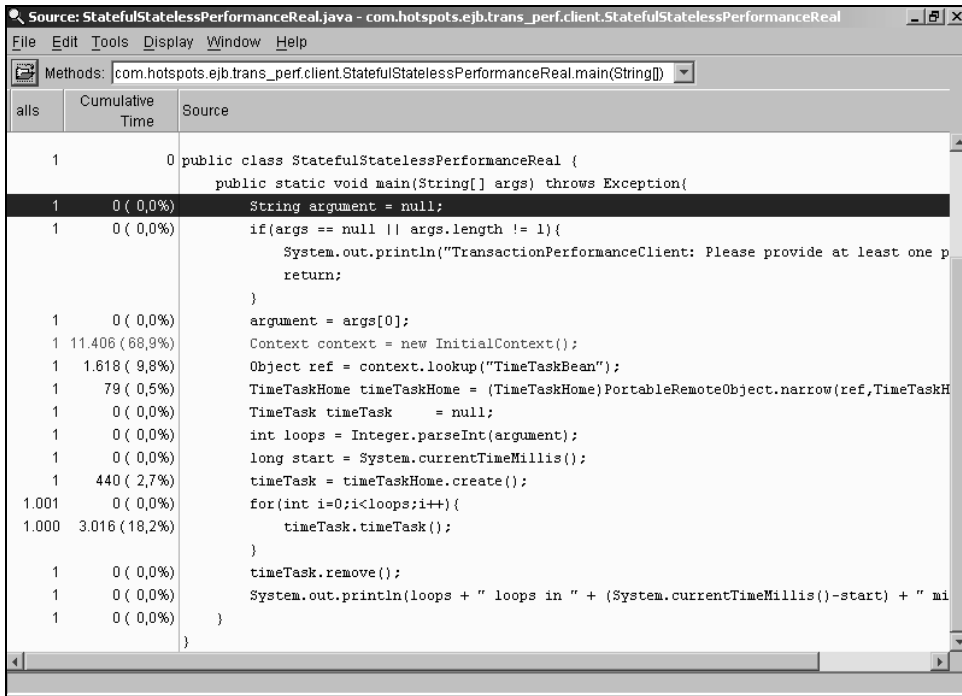 Source: StatefulStatelessPerformanceReal.java - com.hotspots.ejb.trans_perf.client.StatefulStatelessPerformanceReal
File Edit Tools Display Window Help
Methods: com.hotspots.ejb.trans_perf.client.StatefulStatelessPerformanceReal.main(String[])
alls Cumulative Time Source
1 0 public class StatefulStatelessPerformanceReal {
public static void main(String[] args) throws Exception{
1 0 ( 0,0%) String argument = null;
1 0 ( 0,0%) if(args == null || args.length != 1){
System.out.println("TransactionPerformanceClient: Please provide at least one p
return;
}
1 0 ( 0,0%) argument = args[0];
1 11.406 (68,9%) Context context = new InitialContext();
1 1.618 ( 9,8%) Object ref = context.lookup("TimeTaskBean");
1 79 ( 0,5%) TimeTaskHome timeTaskHome = (TimeTaskHome)PortableRemoteObject.narrow(ref,TimeTaskH
1 0 ( 0,0%) TimeTask timeTask = null;
1 0 ( 0,0%) int loops = Integer.parseInt(argument);
1 0 ( 0,0%) long start = System.currentTimeMillis();
1 440 ( 2,7%) timeTask = timeTaskHome.create();
1.001 0 ( 0,0%) for(int i=0;i<loops;i++){
1.000 3.016 (18,2%) timeTask.timeTask();
}
1 0 ( 0,0%) timeTask.remove();
1 0 ( 0,0%) System.out.println(loops + " loops in " + (System.currentTimeMillis()-start) + " mi
1 0 ( 0,0%) }
}